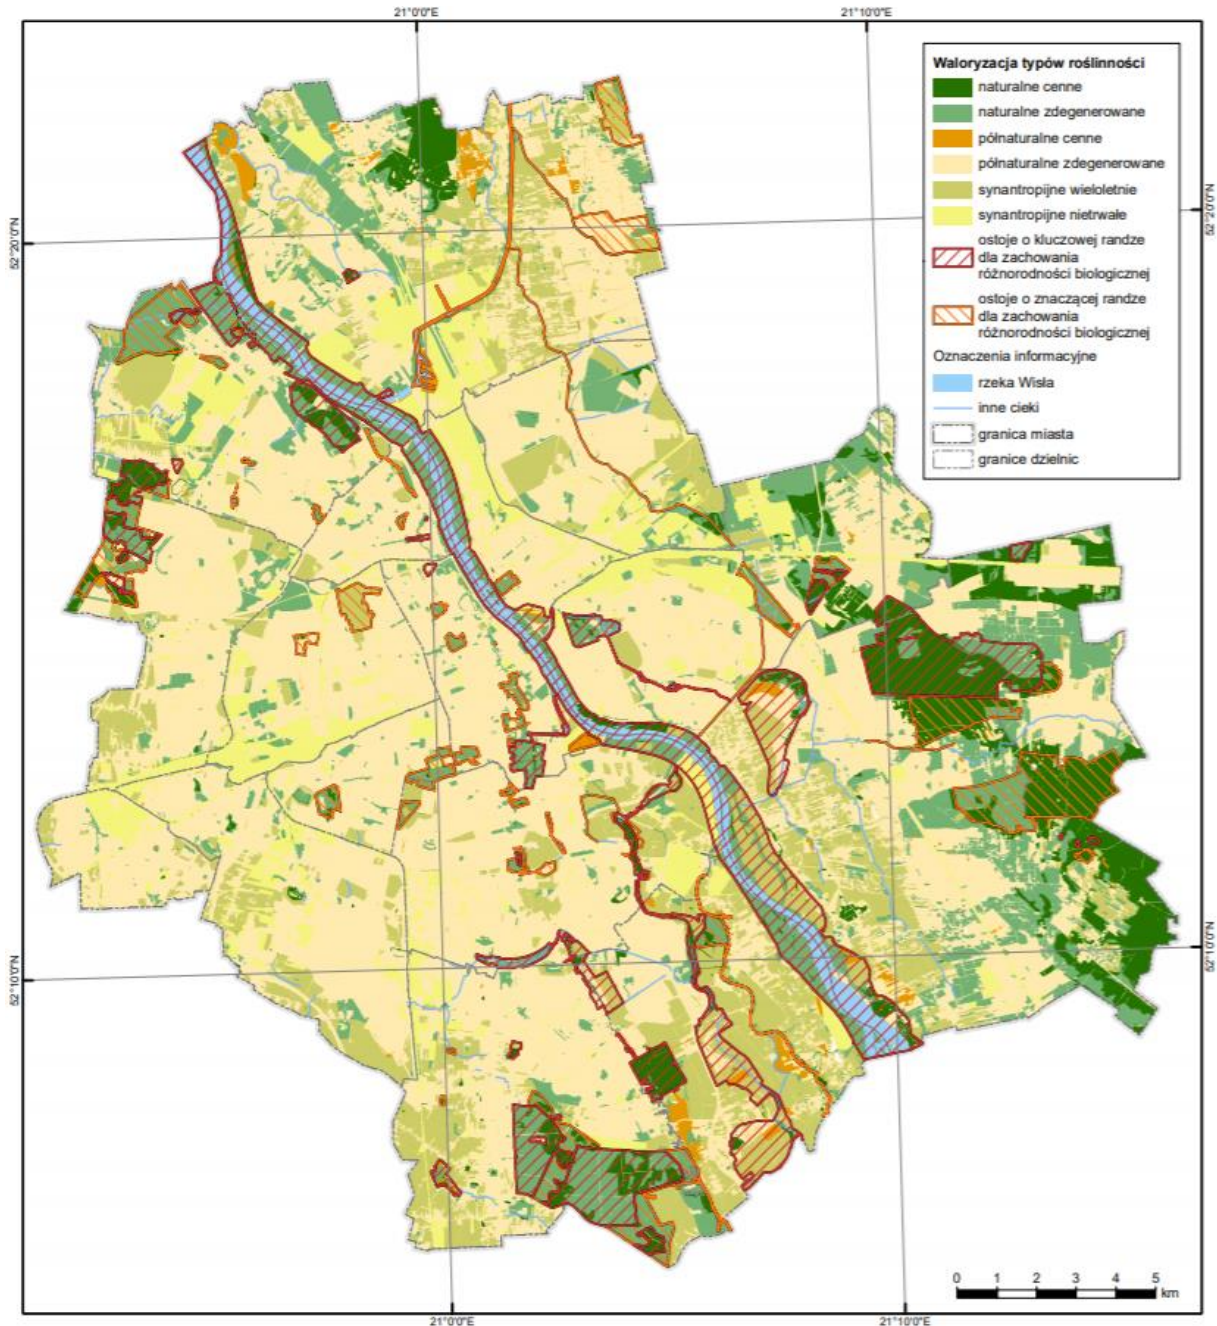 21°0'0"E
21°10'0"E
Waloryzacja typów roślinności
naturalne cenne
naturalne zdegenerowane
półnaturalne cenne
półnaturalne zdegenerowane
synantropijne wieloletnie
synantropijne nietrwałe
ostoje o kluczowej randze
dla zachowania
różnorodności biologicznej
ostoje o znaczącej randze
dla zachowania
różnorodności biologicznej
Oznaczenia informacyjne
rzeka Wisła
inne cieki
granica miasta
granice dzielnic
52°20'0"N
52°20'0"N
52°10'0"N
52°10'0"N
0 1 2 3 4 5
km
21°0'0"E
21°10'0"E